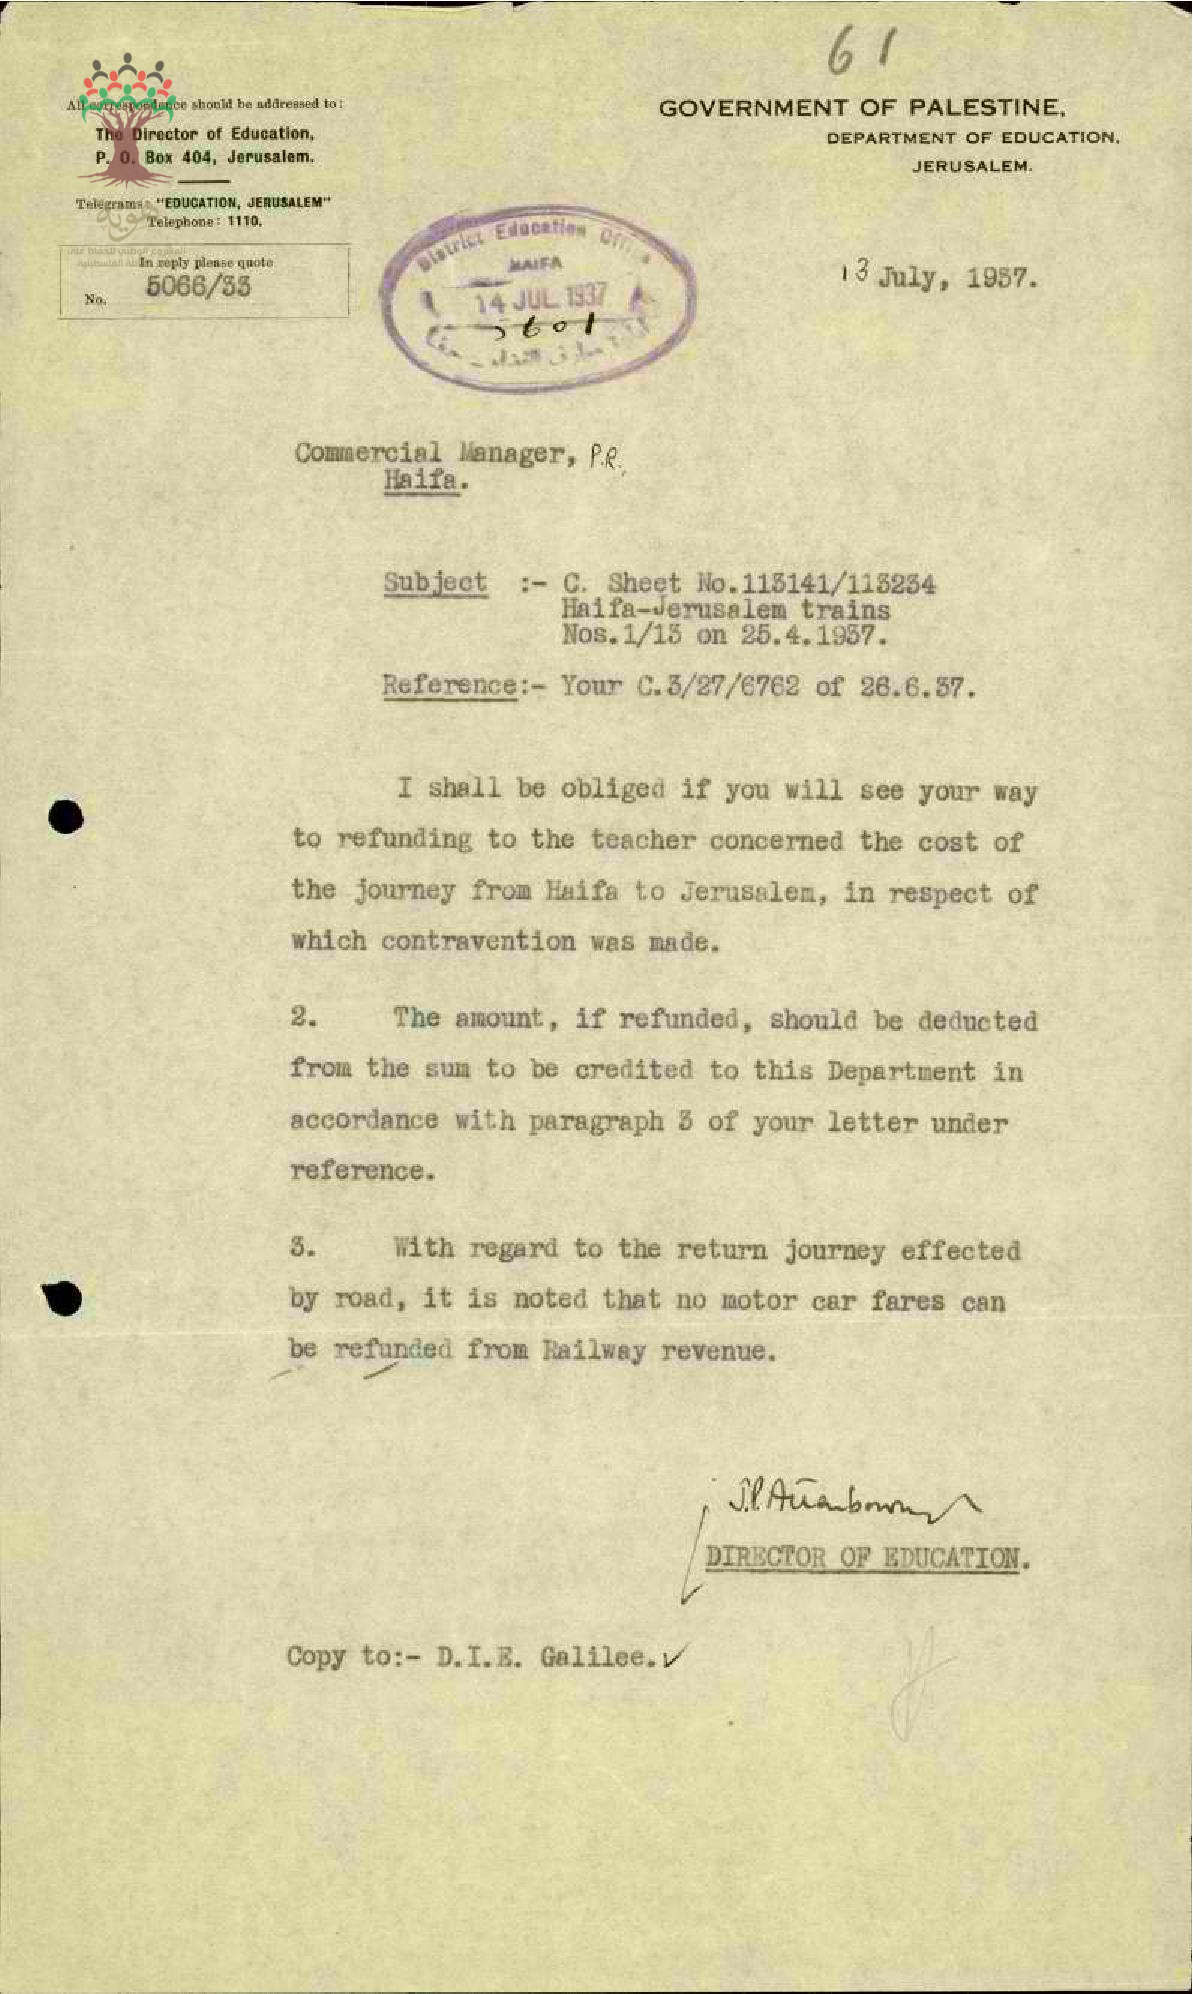 61
All correspondence should be addressed to:
The Director of Education,
P. O. Box 404, Jerusalem.
Telegrams: "EDUCATION, JERUSALEM"
Telephone: 1110.
In reply please quote
No. 5066/33
GOVERNMENT OF PALESTINE,
DEPARTMENT OF EDUCATION,
JERUSALEM.
District Education Office
HAIFA
14 JUL 1937
13 July, 1937.
Commercial Manager, P.R.,
Haifa.
Subject :- C. Sheet No.113141/113234
Haifa-Jerusalem trains
Nos.1/13 on 25.4.1937.
Reference:- Your C.3/27/6762 of 26.6.37.
I shall be obliged if you will see your way
to refunding to the teacher concerned the cost of
the journey from Haifa to Jerusalem, in respect of
which contravention was made.
2. The amount, if refunded, should be deducted
from the sum to be credited to this Department in
accordance with paragraph 3 of your letter under
reference.
3. With regard to the return journey effected
by road, it is noted that no motor car fares can
be refunded from Railway revenue.
DIRECTOR OF EDUCATION.
Copy to:- D.I.E. Galilee.